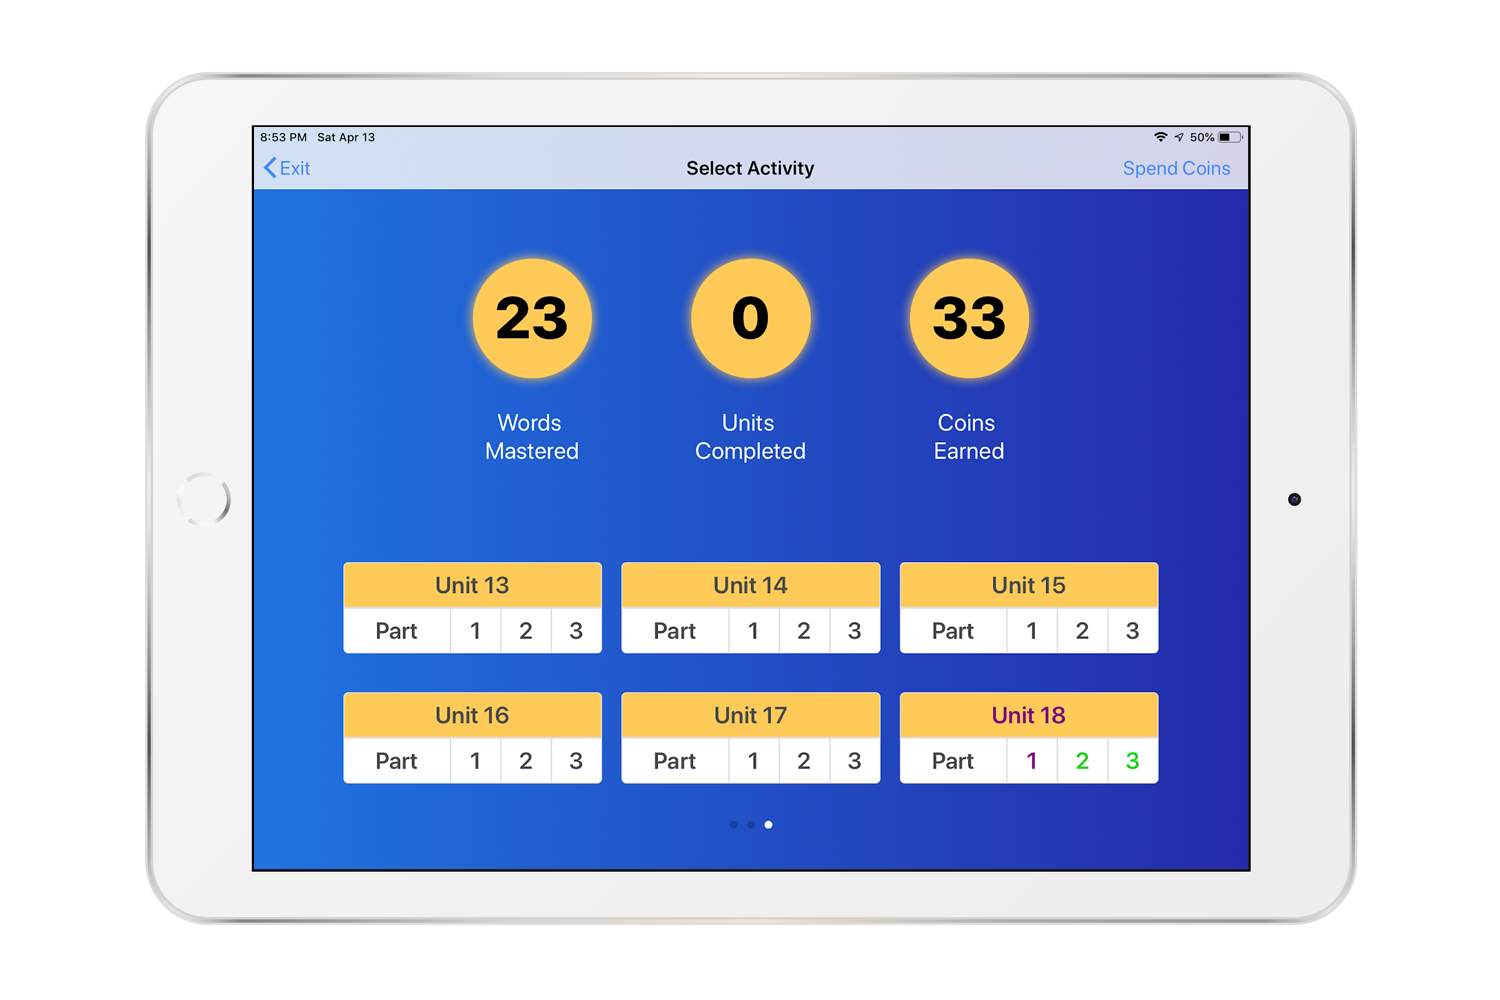 8:53 PM Sat Apr 13 50%
Exit Select Activity Spend Coins
23 0 33
Words Mastered
Units Completed
Coins Earned
Unit 13 Unit 14 Unit 15
Part 1 2 3 Part 1 2 3 Part 1 2 3
Unit 16 Unit 17 Unit 18
Part 1 2 3 Part 1 2 3 Part 1 2 3